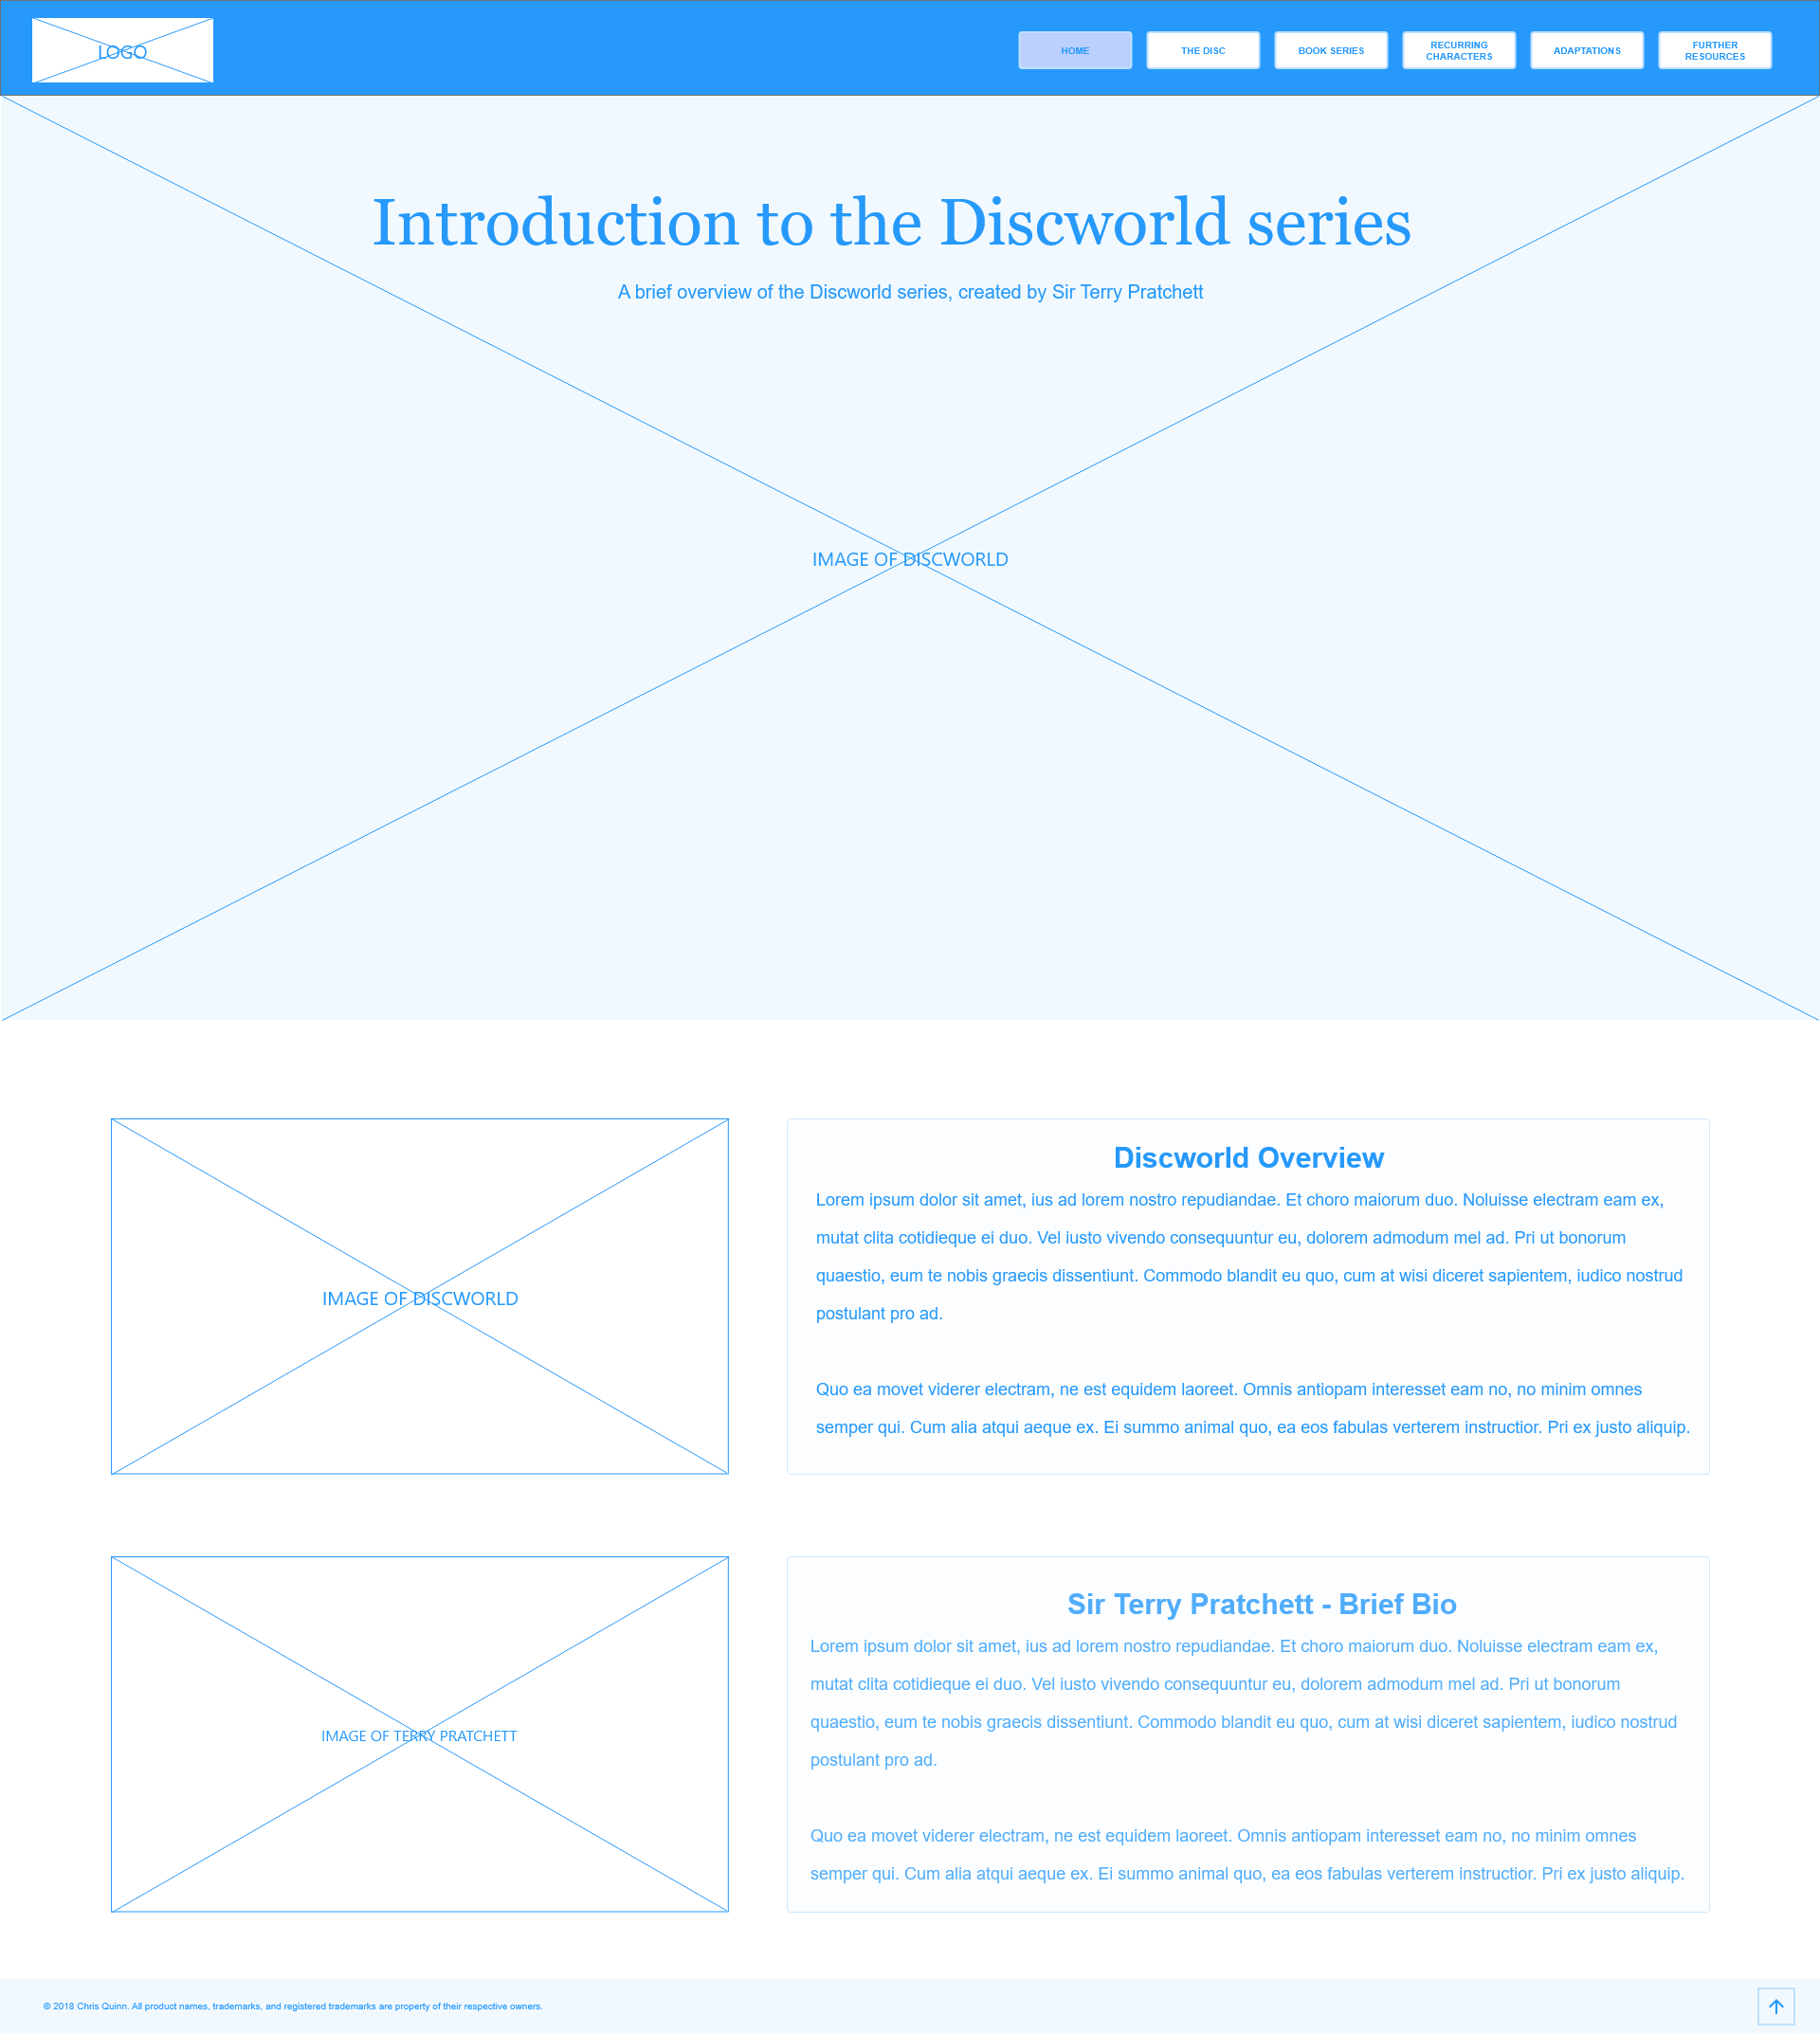 LOGO
HOME
THE DISC
BOOK SERIES
RECURRING
CHARACTERS
ADAPTATIONS
FURTHER
RESOURCES
Introduction to the Discworld series
A brief overview of the Discworld series, created by Sir Terry Pratchett
IMAGE OF DISCWORLD
IMAGE OF DISCWORLD
Discworld Overview
Lorem ipsum dolor sit amet, ius ad lorem nostro repudiandae. Et choro maiorum duo. Noluisse electram eam ex,
mutat clita cotidieque ei duo. Vel iusto vivendo consequuntur eu, dolorem admodum mel ad. Pri ut bonorum
quaestio, eum te nobis graecis dissentiunt. Commodo blandit eu quo, cum at wisi diceret sapientem, iudico nostrud
postulant pro ad.
Quo ea movet viderer electram, ne est equidem laoreet. Omnis antiopam interesset eam no, no minim omnes
semper qui. Cum alia atqui aeque ex. Ei summo animal quo, ea eos fabulas verterem instructior. Pri ex justo aliquip.
IMAGE OF TERRY PRATCHETT
Sir Terry Pratchett - Brief Bio
Lorem ipsum dolor sit amet, ius ad lorem nostro repudiandae. Et choro maiorum duo. Noluisse electram eam ex,
mutat clita cotidieque ei duo. Vel iusto vivendo consequuntur eu, dolorem admodum mel ad. Pri ut bonorum
quaestio, eum te nobis graecis dissentiunt. Commodo blandit eu quo, cum at wisi diceret sapientem, iudico nostrud
postulant pro ad.
Quo ea movet viderer electram, ne est equidem laoreet. Omnis antiopam interesset eam no, no minim omnes
semper qui. Cum alia atqui aeque ex. Ei summo animal quo, ea eos fabulas verterem instructior. Pri ex justo aliquip.
© 2018 Chris Quinn. All product names, trademarks, and registered trademarks are property of their respective owners.